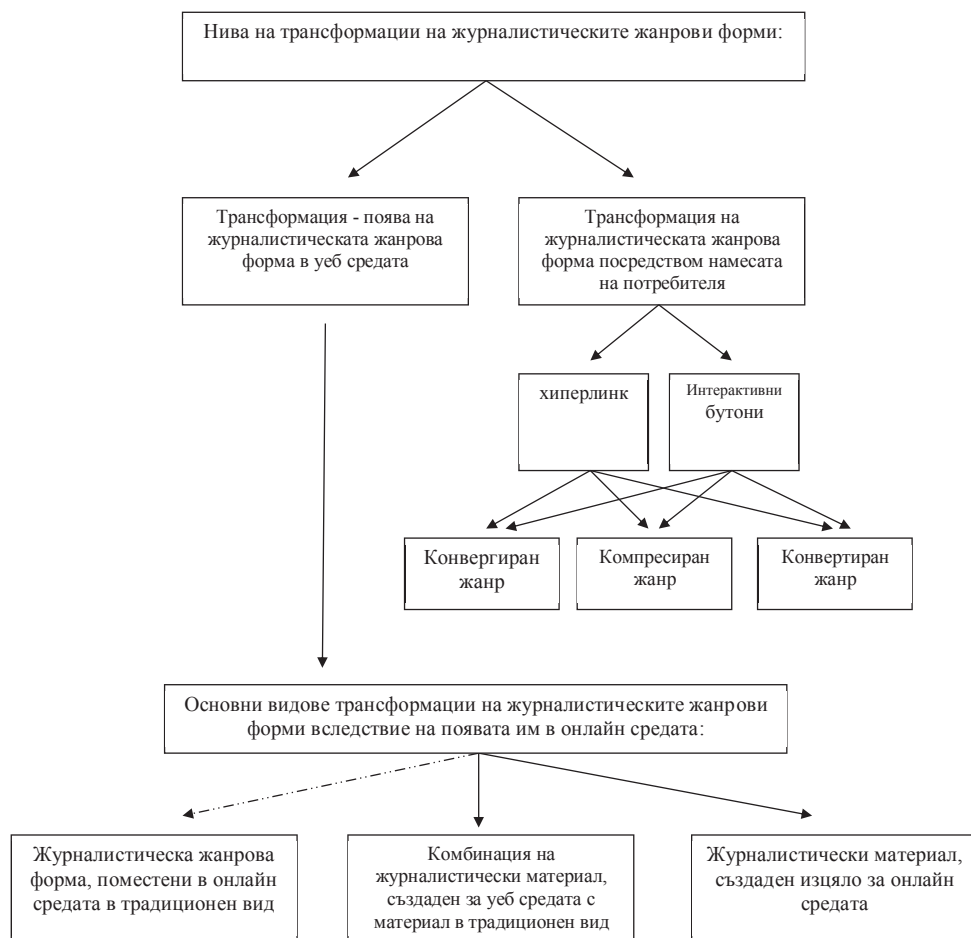 Нива на трансформации на журналистическите жанрови форми:
Трансформация - поява на
журналистическата жанрова
форма в уеб средата
Трансформация на
журналистическата жанрова
форма посредством намесата
на потребителя
хиперлинк
Интерактивни
бутони
Конвергиран
жанр
Компресиран
жанр
Конвертиран
жанр
Основни видове трансформации на журналистическите жанрови
форми вследствие на появата им в онлайн средата:
Журналистическа жанрова
форма, поместени в онлайн
средата в традиционен вид
Комбинация на
журналистически материал,
създаден за уеб средата с
материал в традиционен вид
Журналистически материал,
създаден изцяло за онлайн
средата